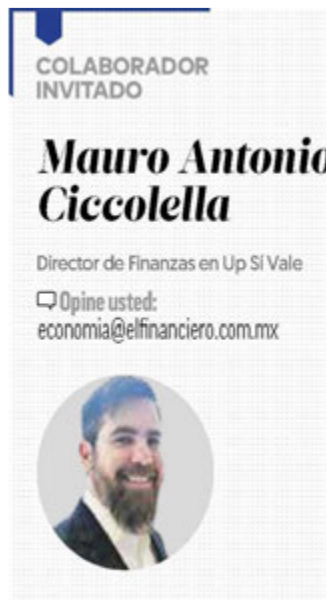 COLABORADOR
INVITADO
Mauro Antonio
Ciccolella
Director de Finanzas en Up Sí Vale
Opine usted:
economia@elfinanciero.com.mx